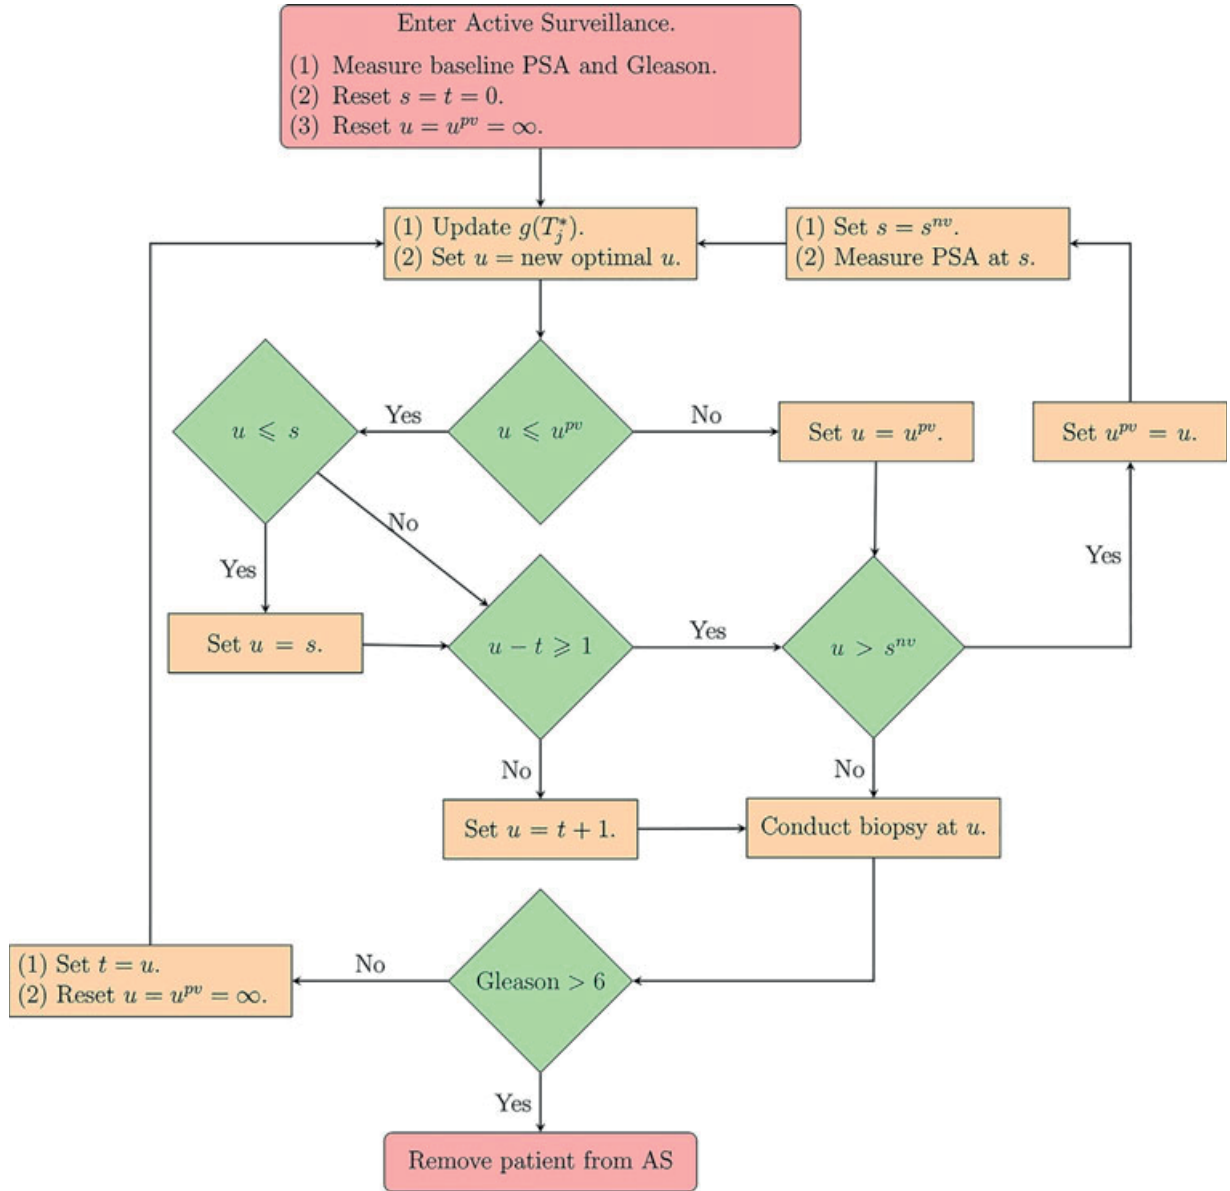 Enter Active Surveillance.
(1) Measure baseline PSA and Gleason.
(2) Reset s = t = 0.
(3) Reset u = u^{pv} = ∞.
(1) Update g(T_j^*).
(2) Set u = new optimal u.
(1) Set s = s^{nv}.
(2) Measure PSA at s.
u ⩽ s
Yes
u ⩽ u^{pv}
No
Set u = u^{pv}.
Set u^{pv} = u.
No
Yes
Yes
Set u = s.
u − t ⩾ 1
Yes
u > s^{nv}
No
No
Set u = t + 1.
Conduct biopsy at u.
(1) Set t = u.
(2) Reset u = u^{pv} = ∞.
No
Gleason > 6
Yes
Remove patient from AS